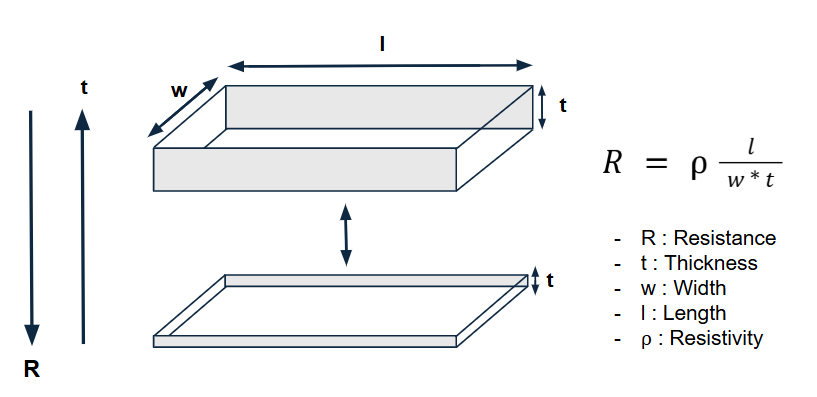 l
w
t
t
R = ρ l / w * t
t
R
- R : Resistance
- t : Thickness
- w : Width
- l : Length
- ρ : Resistivity